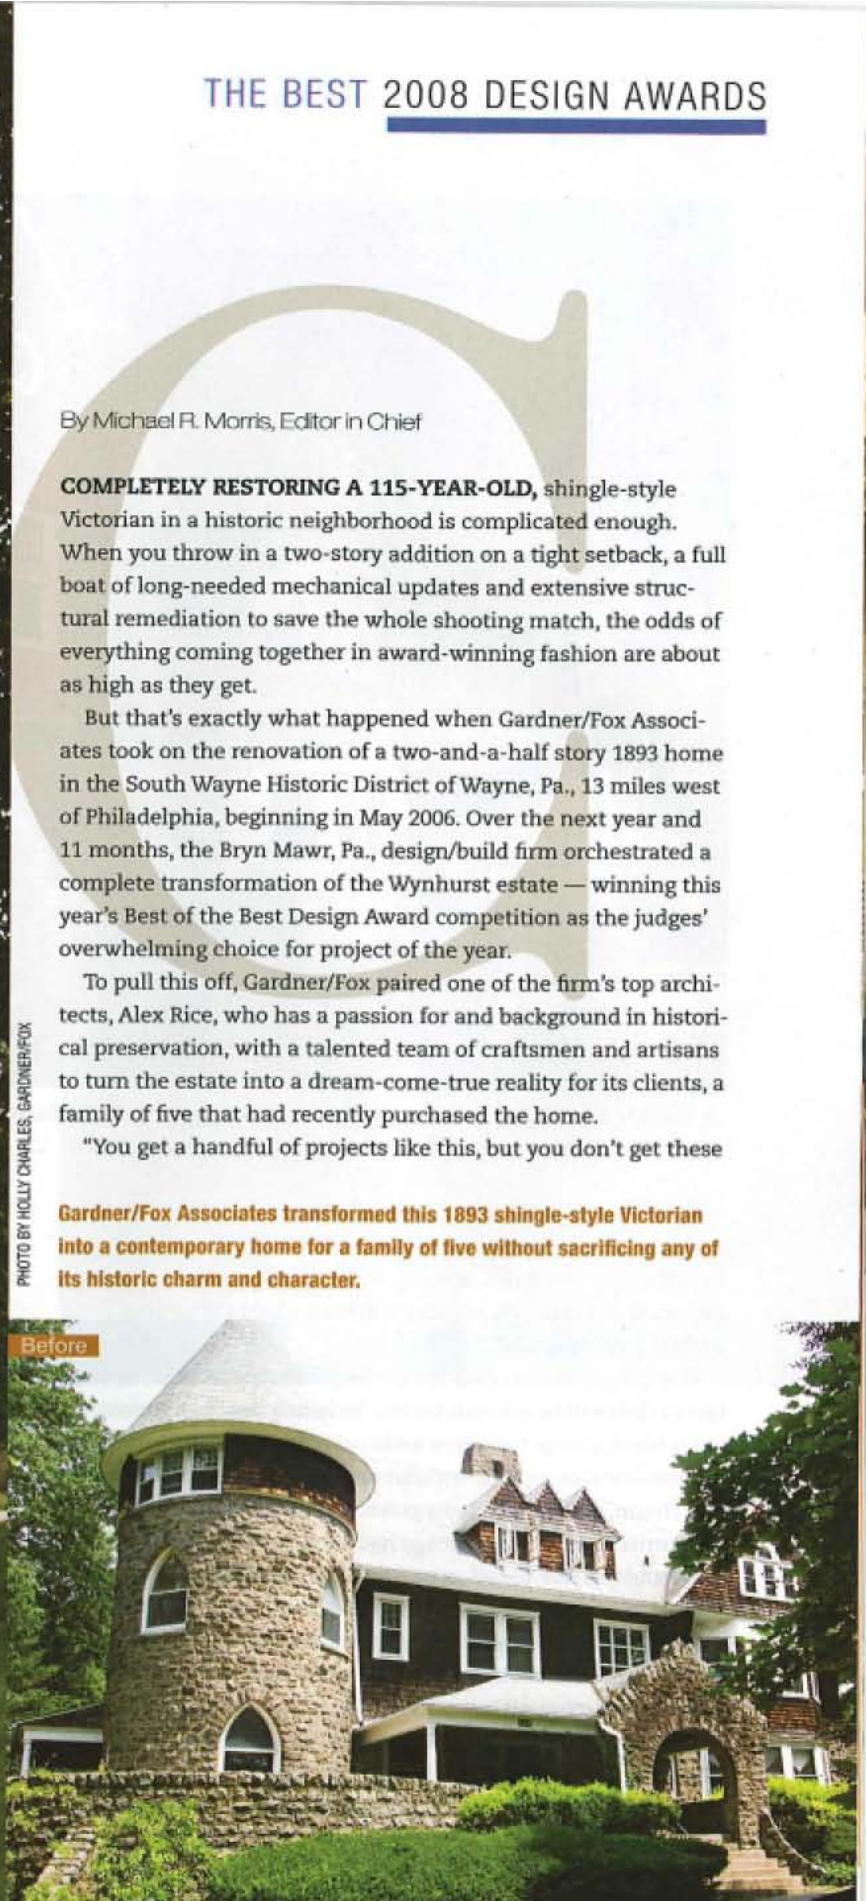 THE BEST 2008 DESIGN AWARDS
C
By Michael R. Morris, Editor in Chief
COMPLETELY RESTORING A 115-YEAR-OLD, shingle-style
Victorian in a historic neighborhood is complicated enough.
When you throw in a two-story addition on a tight setback, a full
boat of long-needed mechanical updates and extensive struc-
tural remediation to save the whole shooting match, the odds of
everything coming together in award-winning fashion are about
as high as they get.
But that's exactly what happened when Gardner/Fox Associ-
ates took on the renovation of a two-and-a-half story 1893 home
in the South Wayne Historic District of Wayne, Pa., 13 miles west
of Philadelphia, beginning in May 2006. Over the next year and
11 months, the Bryn Mawr, Pa., design/build firm orchestrated a
complete transformation of the Wynhurst estate — winning this
year's Best of the Best Design Award competition as the judges'
overwhelming choice for project of the year.
To pull this off, Gardner/Fox paired one of the firm's top archi-
tects, Alex Rice, who has a passion for and background in histori-
cal preservation, with a talented team of craftsmen and artisans
to turn the estate into a dream-come-true reality for its clients, a
family of five that had recently purchased the home.
"You get a handful of projects like this, but you don't get these
PHOTO BY HOLLY CHARLES, GARDNER/FOX
Gardner/Fox Associates transformed this 1893 shingle-style Victorian
into a contemporary home for a family of five without sacrificing any of
its historic charm and character.
Before